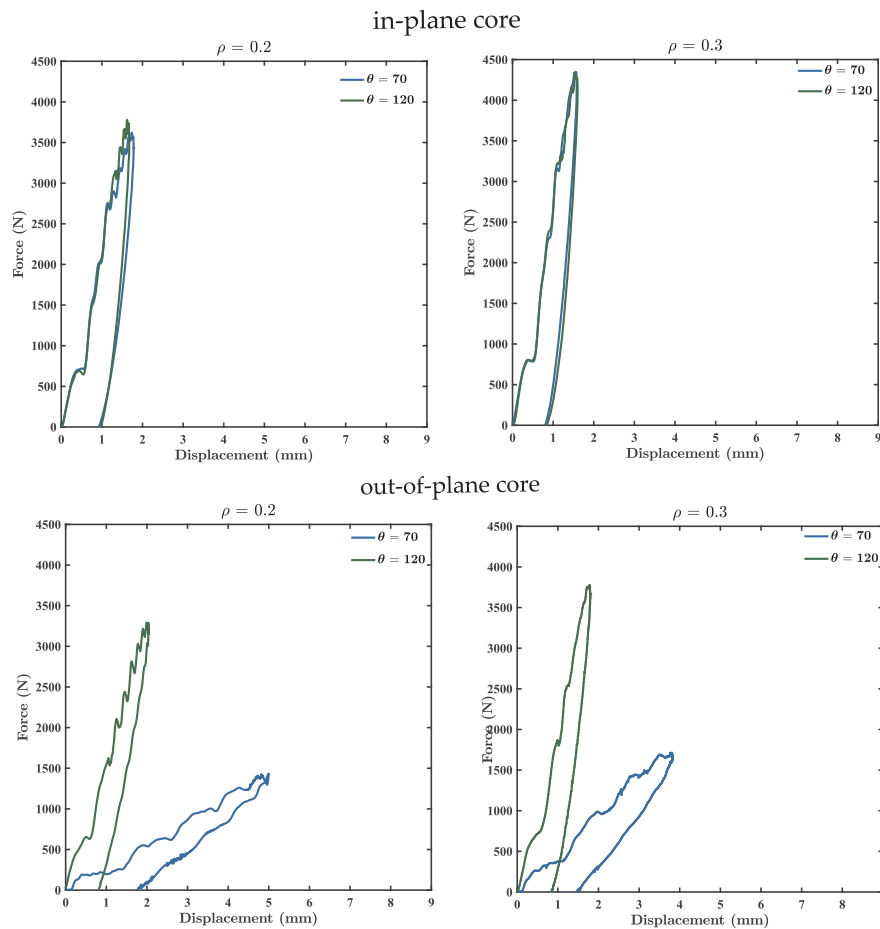 in-plane core
ρ = 0.2
ρ = 0.3
4500
4000
3500
3000
2500
2000
1500
1000
500
0
Force (N)
θ = 70
θ = 120
0 1 2 3 4 5 6 7 8 9
Displacement (mm)
4500
4000
3500
3000
2500
2000
1500
1000
500
0
Force (N)
θ = 70
θ = 120
0 1 2 3 4 5 6 7 8 9
Displacement (mm)
out-of-plane core
ρ = 0.2
ρ = 0.3
4500
4000
3500
3000
2500
2000
1500
1000
500
0
Force (N)
θ = 70
θ = 120
0 1 2 3 4 5 6 7 8 9
Displacement (mm)
4500
4000
3500
3000
2500
2000
1500
1000
500
0
Force (N)
θ = 70
θ = 120
0 1 2 3 4 5 6 7 8
Displacement (mm)